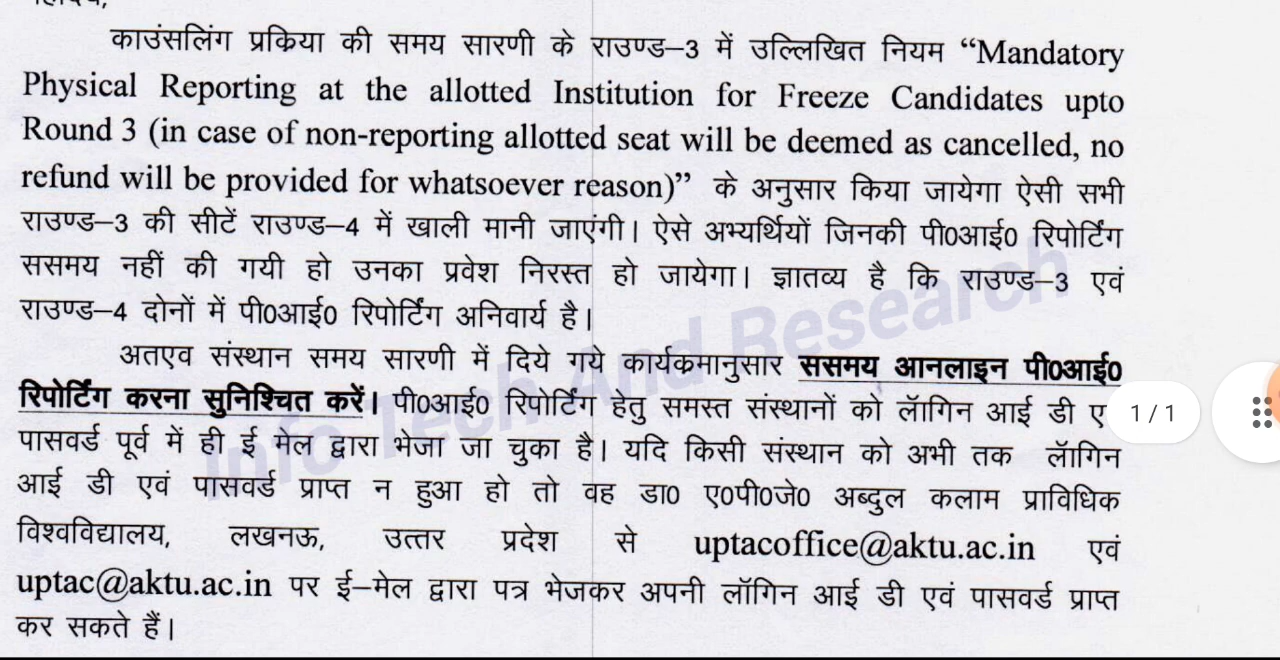 काउंसलिंग प्रक्रिया की समय सारणी के राउण्ड–3 में उल्लिखित नियम “Mandatory
Physical Reporting at the allotted Institution for Freeze Candidates upto
Round 3 (in case of non-reporting allotted seat will be deemed as cancelled, no
refund will be provided for whatsoever reason)” के अनुसार किया जायेगा ऐसी सभी
राउण्ड–3 की सीटें राउण्ड–4 में खाली मानी जाएंगी। ऐसे अभ्यर्थियों जिनकी पी0आई0 रिपोर्टिंग
ससमय नहीं की गयी हो उनका प्रवेश निरस्त हो जायेगा। ज्ञातव्य है कि राउण्ड–3 एवं
राउण्ड–4 दोनों में पी0आई0 रिपोर्टिंग अनिवार्य है।
अतएव संस्थान समय सारणी में दिये गये कार्यक्रमानुसार ससमय आनलाइन पी0आई0
रिपोर्टिंग करना सुनिश्चित करें। पी0आई0 रिपोर्टिंग हेतु समस्त संस्थानों को लॅागिन आई डी ए
1 / 1
पासवर्ड पूर्व में ही ई मेल द्वारा भेजा जा चुका है। यदि किसी संस्थान को अभी तक लॅागिन
आई डी एवं पासवर्ड प्राप्त न हुआ हो तो वह डा0 ए0पी0जे0 अब्दुल कलाम प्राविधिक
विश्वविद्यालय, लखनऊ, उत्तर प्रदेश से uptacoffice@aktu.ac.in एवं
uptac@aktu.ac.in पर ई–मेल द्वारा पत्र भेजकर अपनी लॉगिन आई डी एवं पासवर्ड प्राप्त
कर सकते हैं।
Info Tech And Research